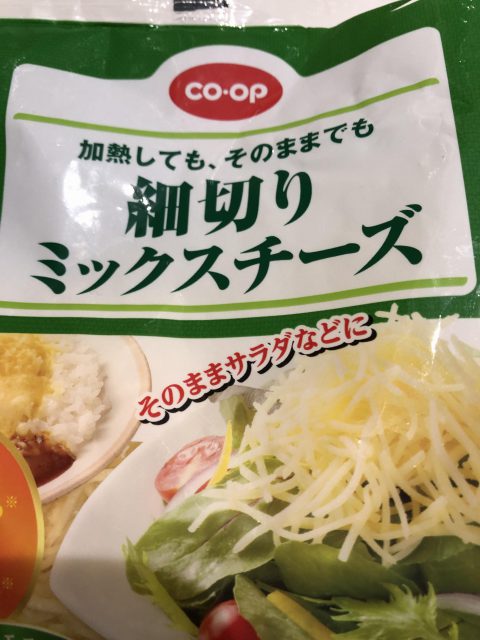 CO·OP
加熱しても、そのままでも
細切り
ミックスチーズ
そのままサラダなどに